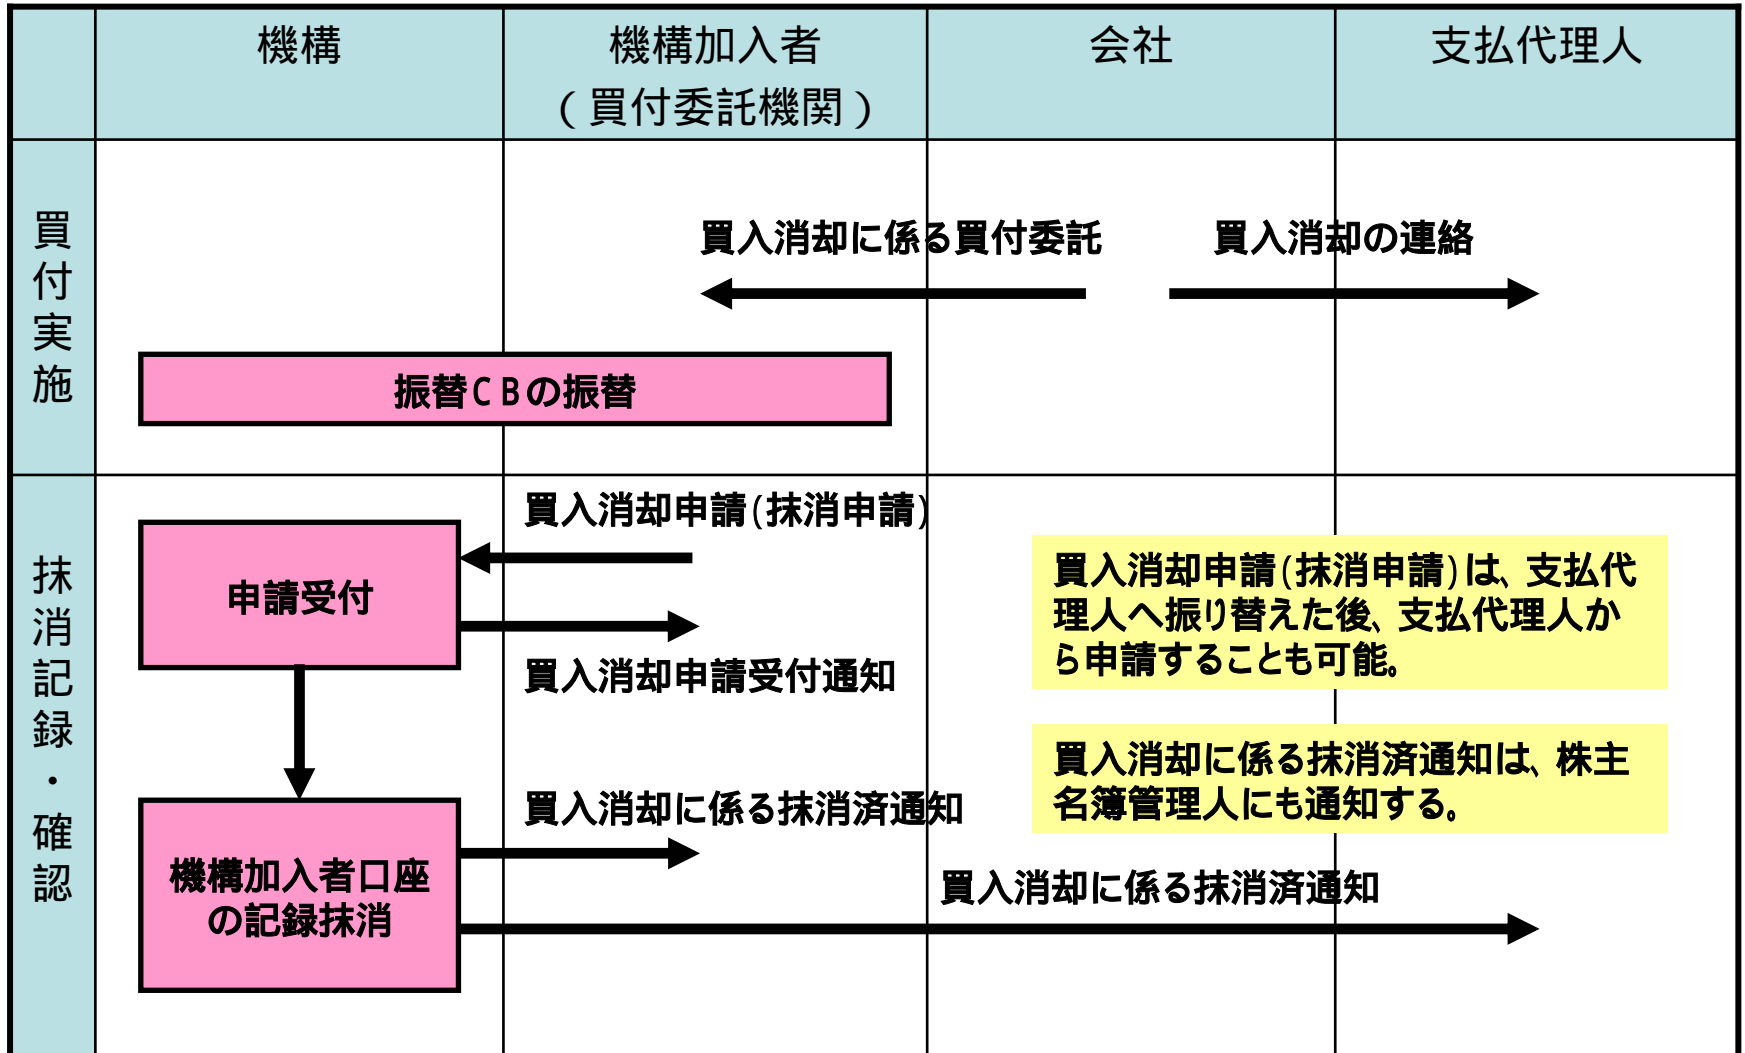 機構
機構加入者
（買付委託機関）
会社
支払代理人
買付実施
買入消却に係る買付委託
買入消却の連絡
振替ＣＢの振替
抹消記録・確認
買入消却申請(抹消申請)
申請受付
買入消却申請(抹消申請)は、支払代
理人へ振り替えた後、支払代理人か
ら申請することも可能。
買入消却申請受付通知
買入消却に係る抹消済通知は、株主
名簿管理人にも通知する。
買入消却に係る抹消済通知
機構加入者口座
の記録抹消
買入消却に係る抹消済通知